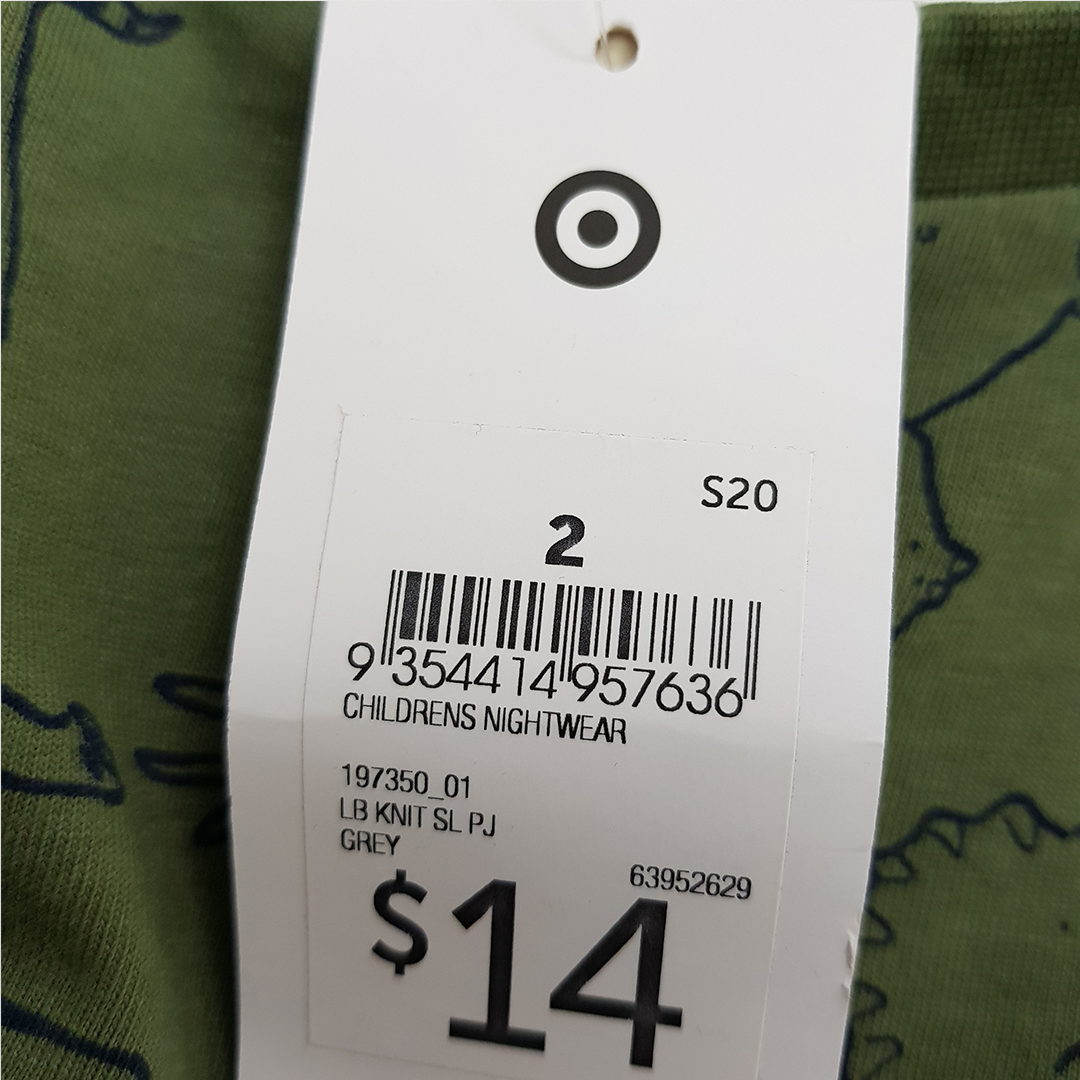 S20
2
9 354414 957636
CHILDRENS NIGHTWEAR
197350_01
LB KNIT SL PJ
GREY
63952629
$14